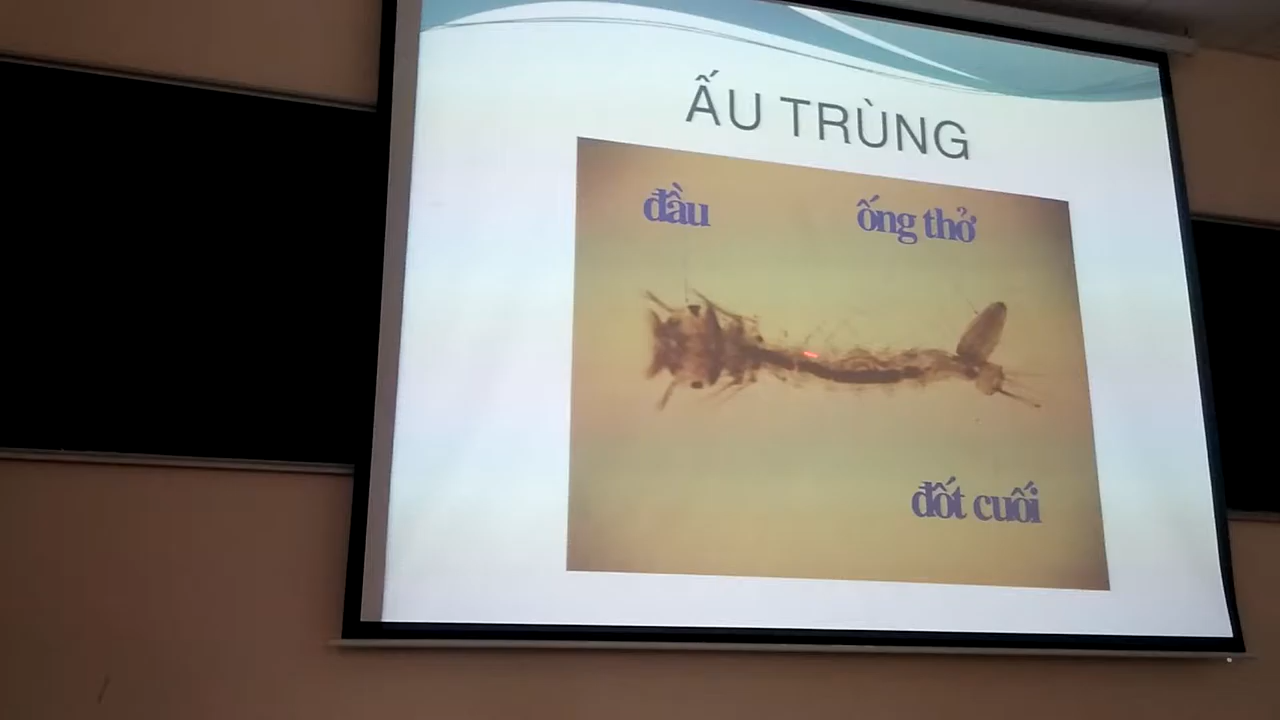 ẤU TRÙNG
đầu
ống thở
đốt cuối